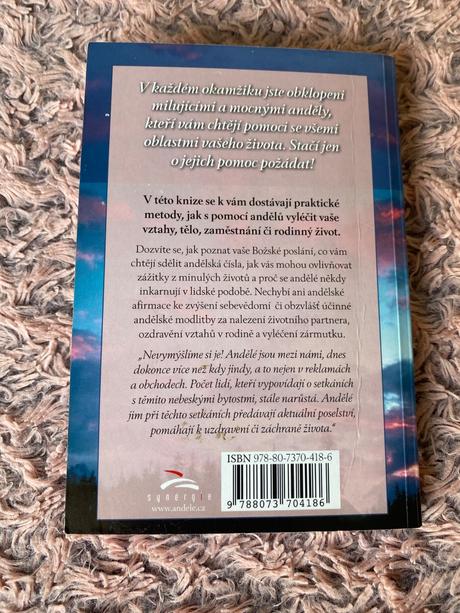 V každém okamžiku jste obklopeni
milujícími a mocnými anděly,
kteří vám chtějí pomoci se všemi
oblastmi vašeho života. Stačí jen
o jejich pomoc požádat!
V této knize se k vám dostávají praktické
metody, jak s pomocí andělů vyléčit vaše
vztahy, tělo, zaměstnání či rodinný život.
Dozvíte se, jak poznat vaše Božské poslání, co vám
chtějí sdělit andělská čísla, jak vás mohou ovlivňovat
zážitky z minulých životů a proč se andělé někdy
inkarnují v lidské podobě. Nechybí ani andělské
afirmace ke zvýšení sebevědomí či obzvlášť účinné
andělské modlitby za nalezení životního partnera,
ozdravění vztahů v rodině a vyléčení zármutku.
„Nevymýšlíme si je! Andělé jsou mezi námi, dnes
dokonce více než kdy jindy, a to nejen v reklamách
a obchodech. Počet lidí, kteří vypovídají o setkáních
s těmito nebeskými bytostmi, stále narůstá. Andělé
jim při těchto setkáních předávají aktuální poselství,
pomáhají k uzdravení či záchraně života.“
ISBN 978-80-7370-418-6
9 788073 704186
synergie
www.andele.cz